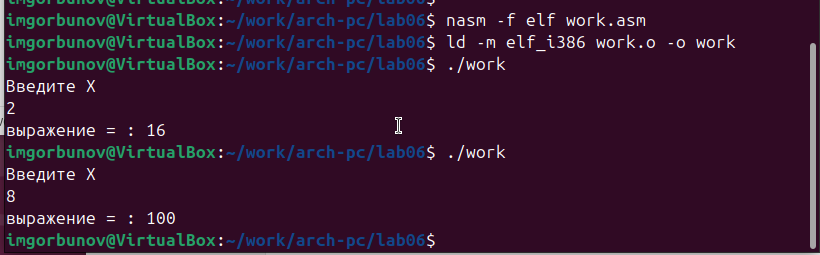 imgorbunov@VirtualBox:~/work/arch-pc/lab06$ nasm -f elf work.asm
imgorbunov@VirtualBox:~/work/arch-pc/lab06$ ld -m elf_i386 work.o -o work
imgorbunov@VirtualBox:~/work/arch-pc/lab06$ ./work
Введите X
2
выражение = : 16
imgorbunov@VirtualBox:~/work/arch-pc/lab06$ ./work
Введите X
8
выражение = : 100
imgorbunov@VirtualBox:~/work/arch-pc/lab06$